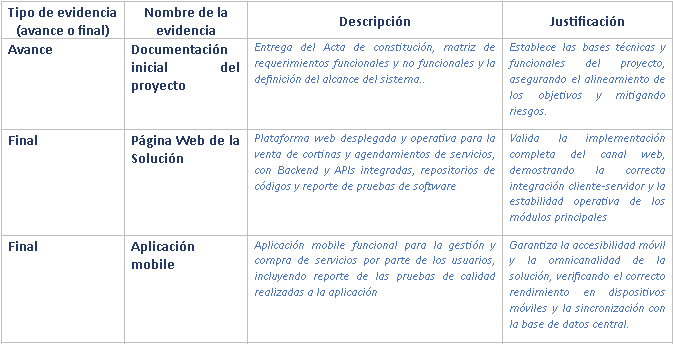 Tipo de evidencia
(avance o final)
Nombre de la
evidencia
Descripción
Justificación
Avance
Documentación
inicial del
proyecto
Entrega del Acta de constitución, matriz de
requerimientos funcionales y no funcionales y la
definición del alcance del sistema..
Establece las bases técnicas y
funcionales del proyecto,
asegurando el alineamiento de
los objetivos y mitigando
riesgos.
Final
Página Web de la
Solución
Plataforma web desplegada y operativa para la
venta de cortinas y agendamientos de servicios,
con Backend y APIs integradas, repositorios de
códigos y reporte de pruebas de software
Valida la implementación
completa del canal web,
demostrando la correcta
integración cliente-servidor y la
estabilidad operativa de los
módulos principales
Final
Aplicación
mobile
Aplicación mobile funcional para la gestión y
compra de servicios por parte de los usuarios,
incluyendo reporte de las pruebas de calidad
realizadas a la aplicación
Garantiza la accesibilidad móvil
y la omnicanalidad de la
solución, verificando el correcto
rendimiento en dispositivos
móviles y la sincronización con
la base de datos central.